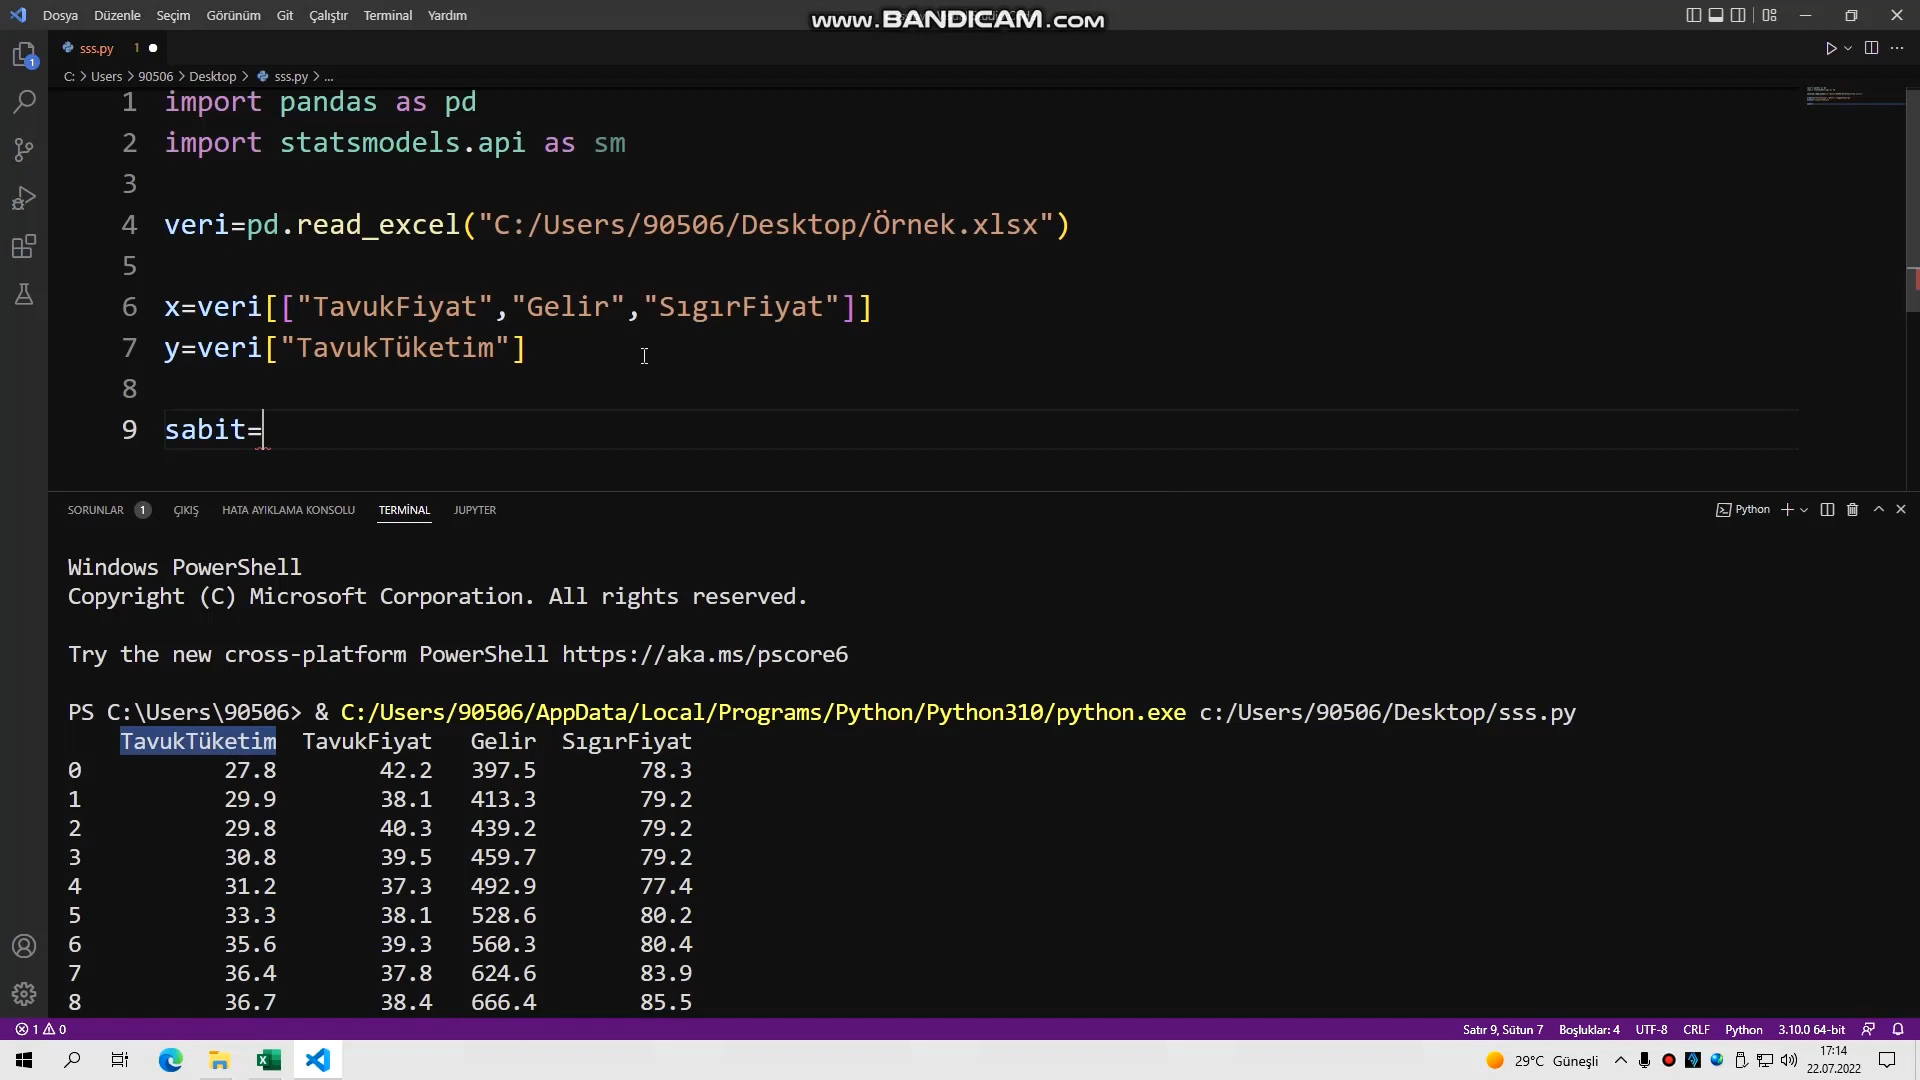 Dosya Düzenle Seçim Görünüm Git Çalıştır Terminal Yardım
www.BANDICAM.com
sss.py 1
C: > Users > 90506 > Desktop > sss.py > ...
1 import pandas as pd
2 import statsmodels.api as sm
3
4 veri=pd.read_excel("C:/Users/90506/Desktop/Örnek.xlsx")
5
6 x=veri[["TavukFiyat","Gelir","SıgırFiyat"]]
7 y=veri["TavukTüketim"]
8
9 sabit=
SORUNLAR 1 ÇIKIŞ HATA AYIKLAMA KONSOLU TERMİNAL JUPYTER
Python
Windows PowerShell
Copyright (C) Microsoft Corporation. All rights reserved.
Try the new cross-platform PowerShell https://aka.ms/pscore6
PS C:\Users\90506> & C:/Users/90506/AppData/Local/Programs/Python/Python310/python.exe c:/Users/90506/Desktop/sss.py
TavukTüketim TavukFiyat Gelir SıgırFiyat
0 27.8 42.2 397.5 78.3
1 29.9 38.1 413.3 79.2
2 29.8 40.3 439.2 79.2
3 30.8 39.5 459.7 79.2
4 31.2 37.3 492.9 77.4
5 33.3 38.1 528.6 80.2
6 35.6 39.3 560.3 80.4
7 36.4 37.8 624.6 83.9
8 36.7 38.4 666.4 85.5
1 0 Satır 9, Sütun 7 Boşluklar: 4 UTF-8 CRLF Python 3.10.0 64-bit
29°C Güneşli
17:14
22.07.2022